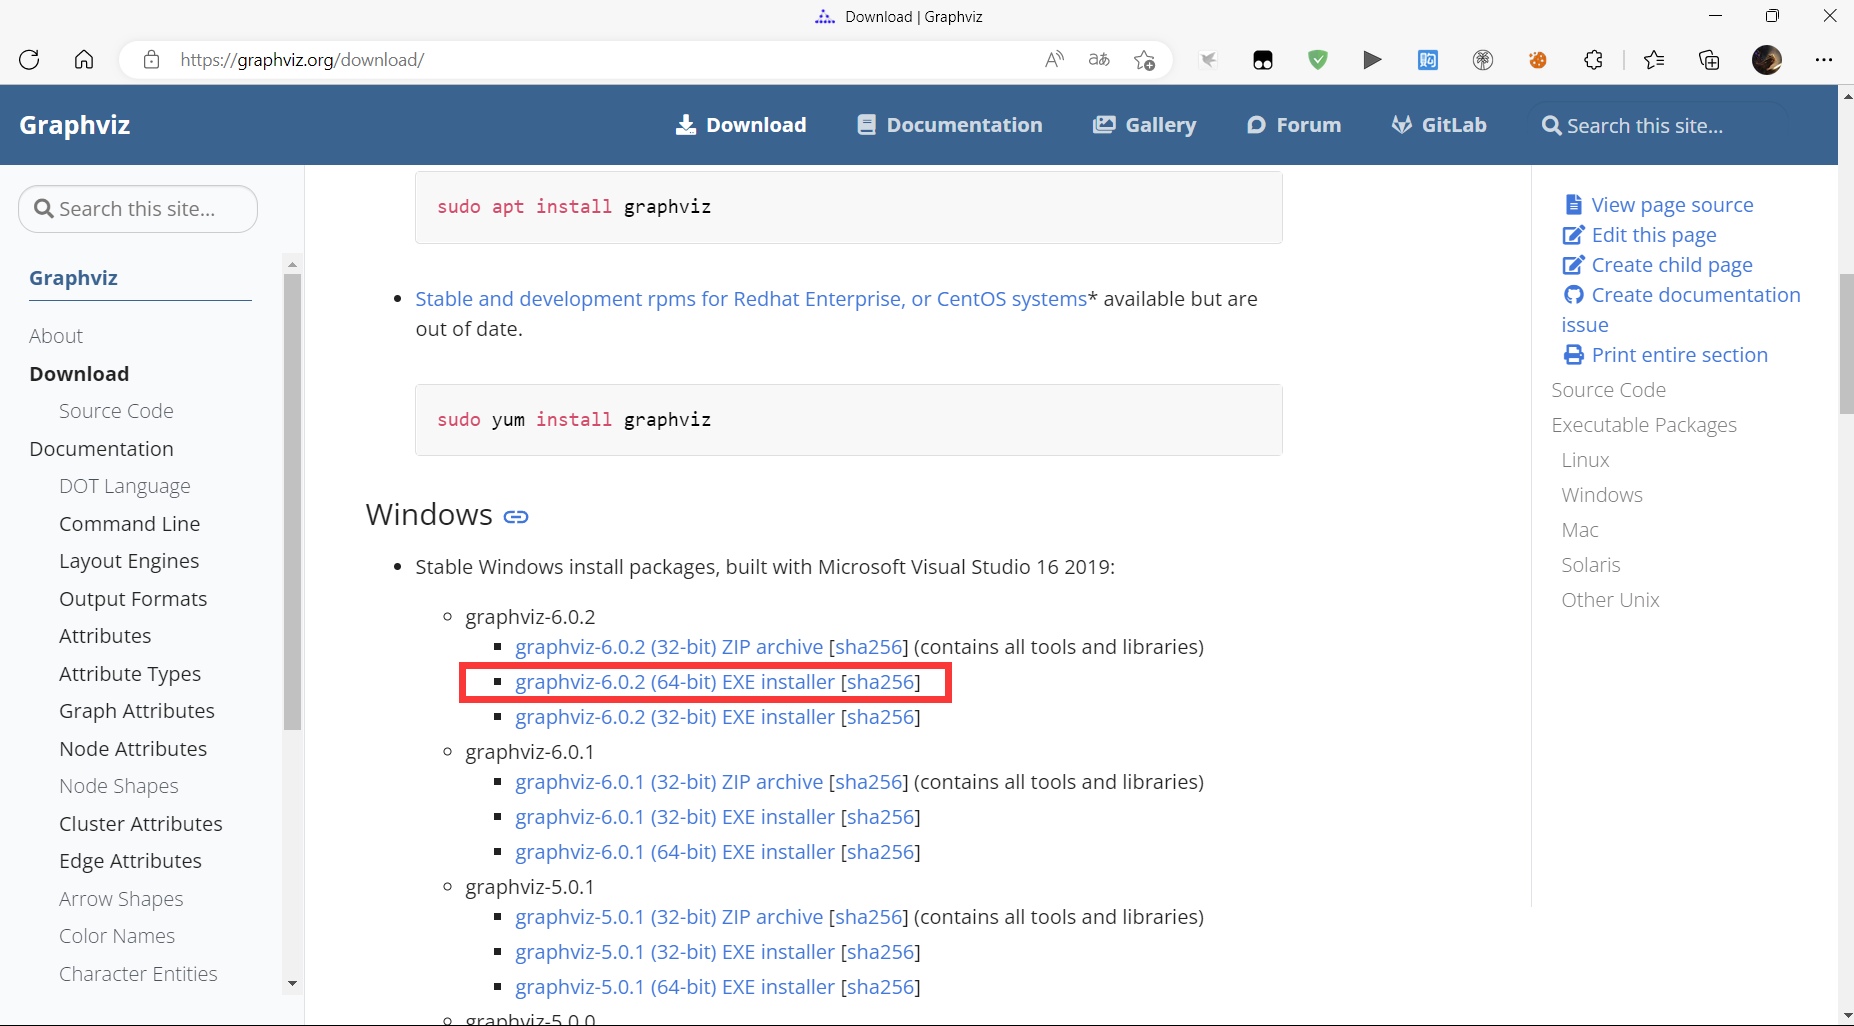 Download | Graphviz
https://graphviz.org/download/
Graphviz
Download
Documentation
Gallery
Forum
GitLab
Search this site...
Search this site...
Graphviz
About
Download
Source Code
Documentation
DOT Language
Command Line
Layout Engines
Output Formats
Attributes
Attribute Types
Graph Attributes
Node Attributes
Node Shapes
Cluster Attributes
Edge Attributes
Arrow Shapes
Color Names
Character Entities
sudo apt install graphviz
Stable and development rpms for Redhat Enterprise, or CentOS systems* available but are
out of date.
sudo yum install graphviz
Windows
Stable Windows install packages, built with Microsoft Visual Studio 16 2019:
graphviz-6.0.2
graphviz-6.0.2 (32-bit) ZIP archive [sha256] (contains all tools and libraries)
graphviz-6.0.2 (64-bit) EXE installer [sha256]
graphviz-6.0.2 (32-bit) EXE installer [sha256]
graphviz-6.0.1
graphviz-6.0.1 (32-bit) ZIP archive [sha256] (contains all tools and libraries)
graphviz-6.0.1 (32-bit) EXE installer [sha256]
graphviz-6.0.1 (64-bit) EXE installer [sha256]
graphviz-5.0.1
graphviz-5.0.1 (32-bit) ZIP archive [sha256] (contains all tools and libraries)
graphviz-5.0.1 (32-bit) EXE installer [sha256]
graphviz-5.0.1 (64-bit) EXE installer [sha256]
graphviz-5.0.0
View page source
Edit this page
Create child page
Create documentation
issue
Print entire section
Source Code
Executable Packages
Linux
Windows
Mac
Solaris
Other Unix